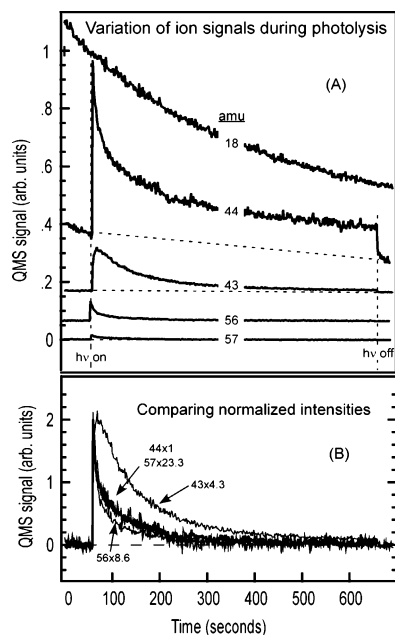 Variation of ion signals during photolysis
(A)
QMS signal (arb. units)
1
.8
.6
.4
.2
0
amu
18
44
43
56
57
hν on
hν off
Comparing normalized intensities
(B)
QMS signal (arb. units)
2
1
0
44x1
57x23.3
43x4.3
56x8.6
0 100 200 300 400 500 600
Time (seconds)